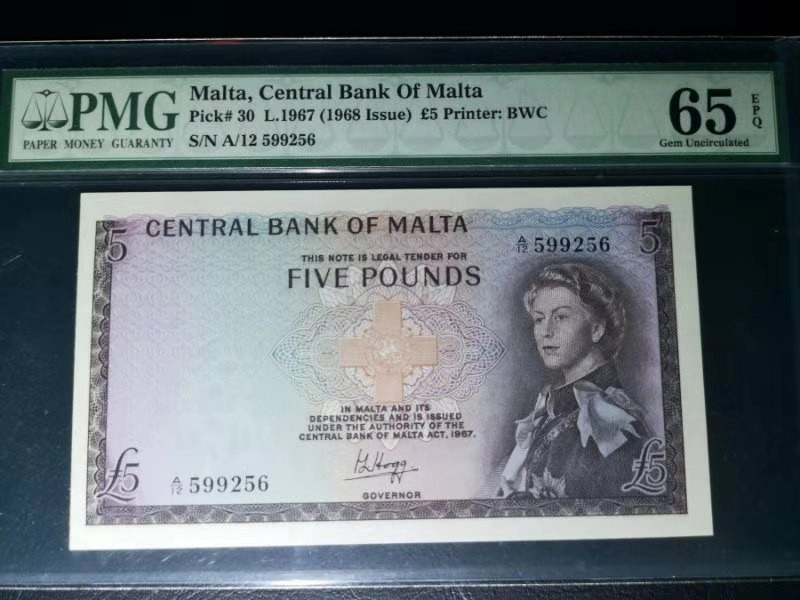 PMG
PAPER MONEY GUARANTY
Malta, Central Bank Of Malta
Pick# 30 L.1967 (1968 Issue) £5 Printer: BWC
S/N A/12 599256
65 EPQ
Gem Uncirculated
5 CENTRAL BANK OF MALTA 5
THIS NOTE IS LEGAL TENDER FOR
A/12 599256
FIVE POUNDS
IN MALTA AND ITS
DEPENDENCIES AND IS ISSUED
UNDER THE AUTHORITY OF THE
CENTRAL BANK OF MALTA ACT, 1967.
£5 A/12 599256
GOVERNOR
£5